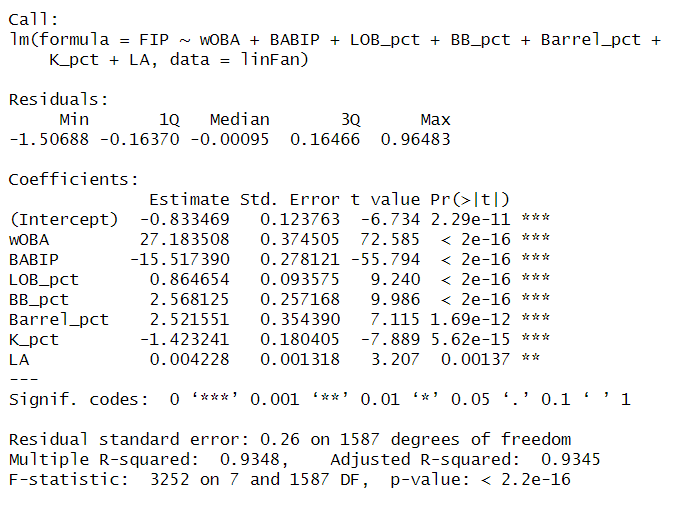 Call:
lm(formula = FIP ~ wOBA + BABIP + LOB_pct + BB_pct + Barrel_pct +
    K_pct + LA, data = linFan)

Residuals:
     Min       1Q   Median       3Q      Max
-1.50688 -0.16370 -0.00095  0.16466  0.96483

Coefficients:
              Estimate Std. Error t value Pr(>|t|)
(Intercept)  -0.833469   0.123763  -6.734 2.29e-11 ***
wOBA         27.183508   0.374505  72.585  < 2e-16 ***
BABIP       -15.517390   0.278121 -55.794  < 2e-16 ***
LOB_pct       0.864654   0.093575   9.240  < 2e-16 ***
BB_pct        2.568125   0.257168   9.986  < 2e-16 ***
Barrel_pct    2.521551   0.354390   7.115 1.69e-12 ***
K_pct        -1.423241   0.180405  -7.889 5.62e-15 ***
LA            0.004228   0.001318   3.207  0.00137 **
---
Signif. codes:  0 ‘***’ 0.001 ‘**’ 0.01 ‘*’ 0.05 ‘.’ 0.1 ‘ ’ 1

Residual standard error: 0.26 on 1587 degrees of freedom
Multiple R-squared:  0.9348,    Adjusted R-squared:  0.9345
F-statistic:  3252 on 7 and 1587 DF,  p-value: < 2.2e-16